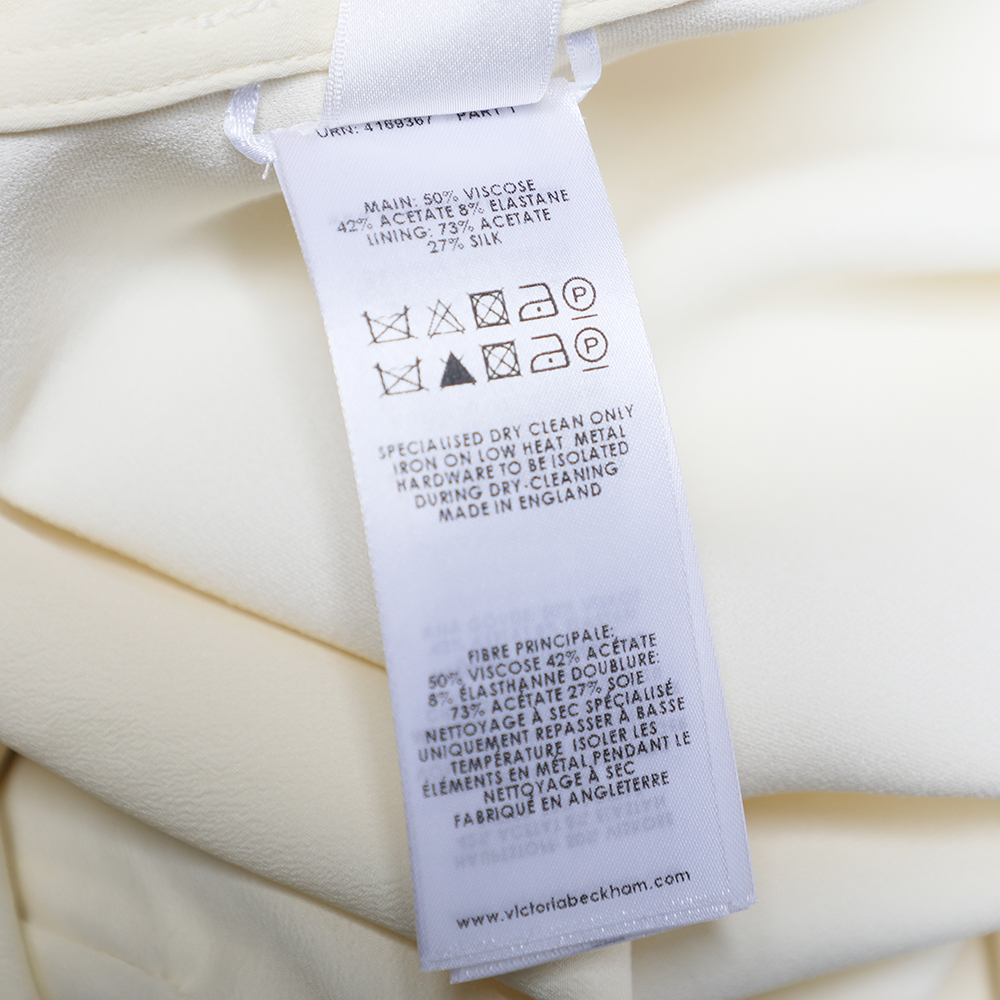 URN: 4169367 PART 1
MAIN: 50% VISCOSE
42% ACETATE 8% ELASTANE
LINING: 73% ACETATE
27% SILK
P
P
SPECIALISED DRY CLEAN ONLY
IRON ON LOW HEAT METAL
HARDWARE TO BE ISOLATED
DURING DRY-CLEANING
MADE IN ENGLAND
FIBRE PRINCIPALE:
50% VISCOSE 42% ACÉTATE
8% ÉLASTHANNE DOUBLURE:
73% ACÉTATE 27% SOIE
NETTOYAGE À SEC SPÉCIALISÉ
UNIQUEMENT REPASSER À BASSE
TEMPÉRATURE ISOLER LES
ÉLÉMENTS EN MÉTAL PENDANT LE
NETTOYAGE À SEC
FABRIQUÉ EN ANGLETERRE
www.victoriabeckham.com